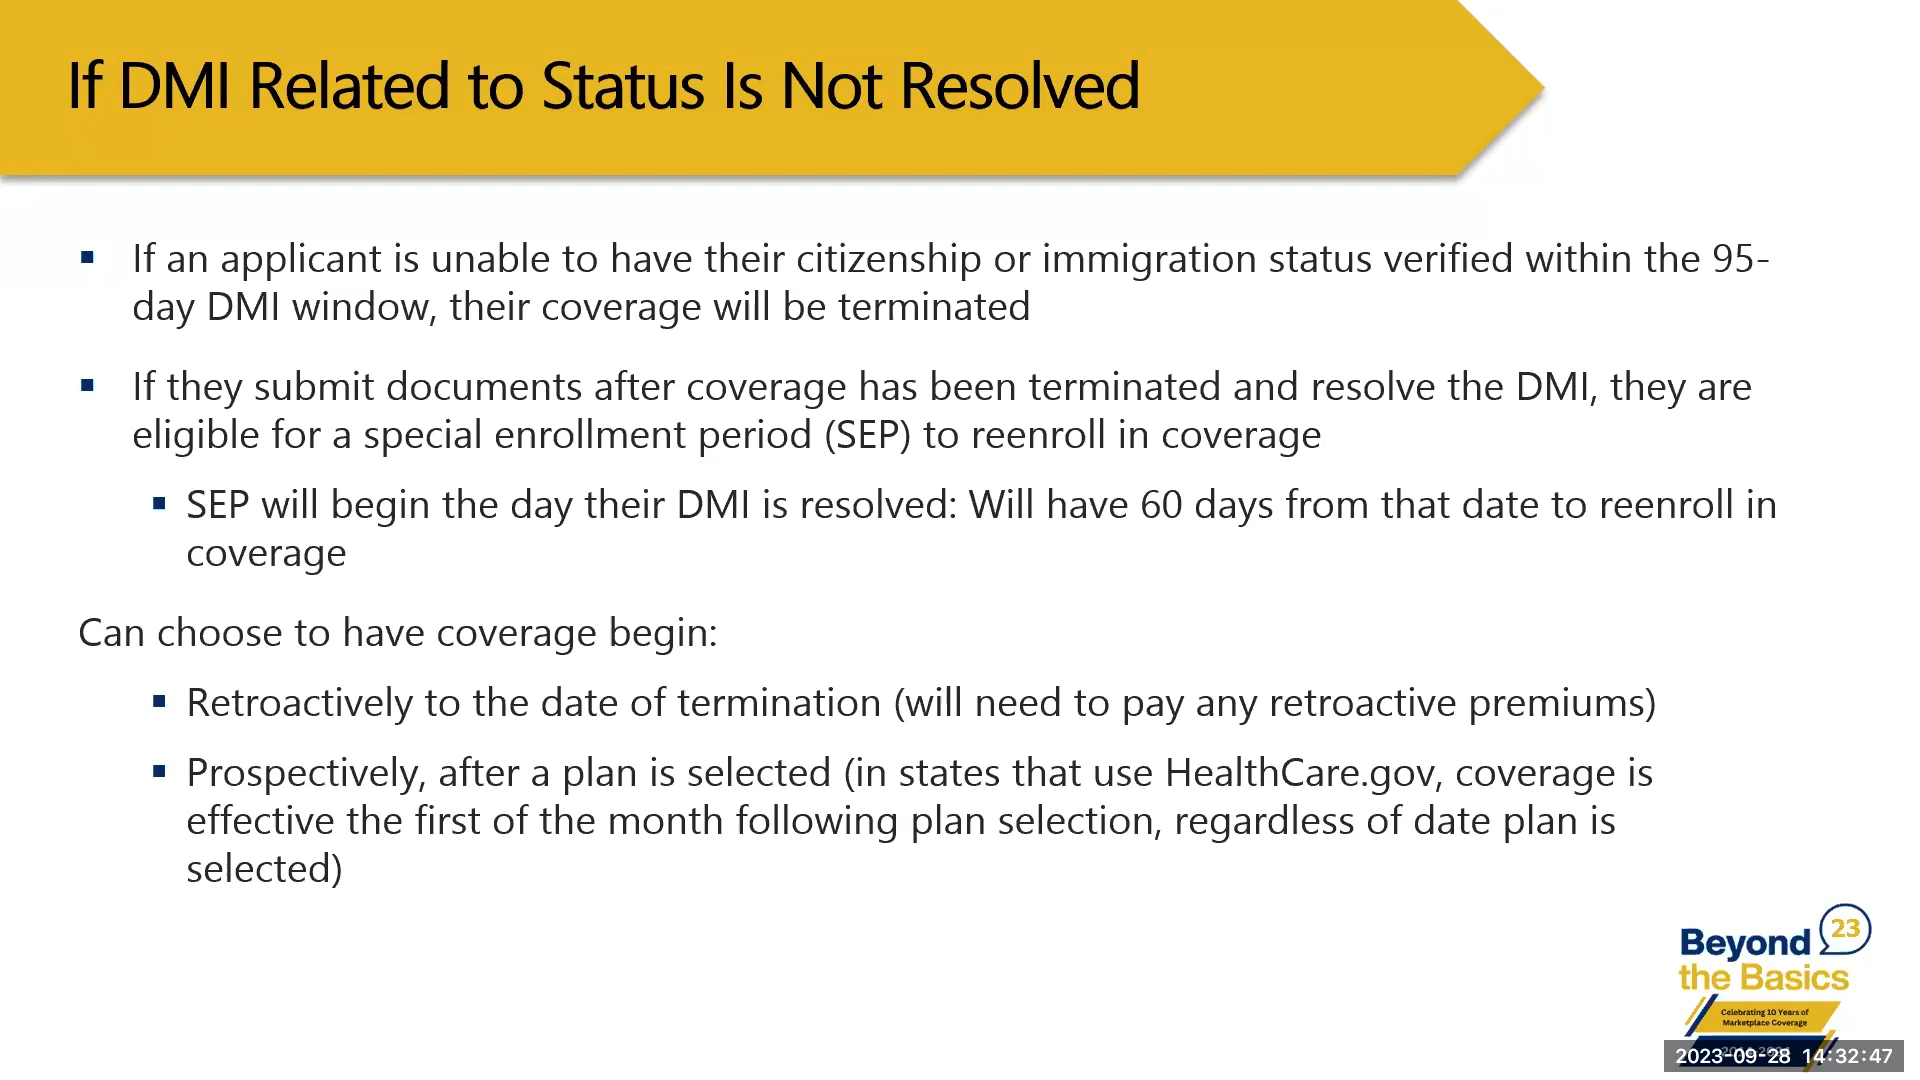 If DMI Related to Status Is Not Resolved
If an applicant is unable to have their citizenship or immigration status verified within the 95-
day DMI window, their coverage will be terminated
If they submit documents after coverage has been terminated and resolve the DMI, they are
eligible for a special enrollment period (SEP) to reenroll in coverage
SEP will begin the day their DMI is resolved: Will have 60 days from that date to reenroll in
coverage
Can choose to have coverage begin:
Retroactively to the date of termination (will need to pay any retroactive premiums)
Prospectively, after a plan is selected (in states that use HealthCare.gov, coverage is
effective the first of the month following plan selection, regardless of date plan is
selected)
23
Beyond
the Basics
Celebrating 10 Years of
Marketplace Coverage
2023-09-28 14:32:47